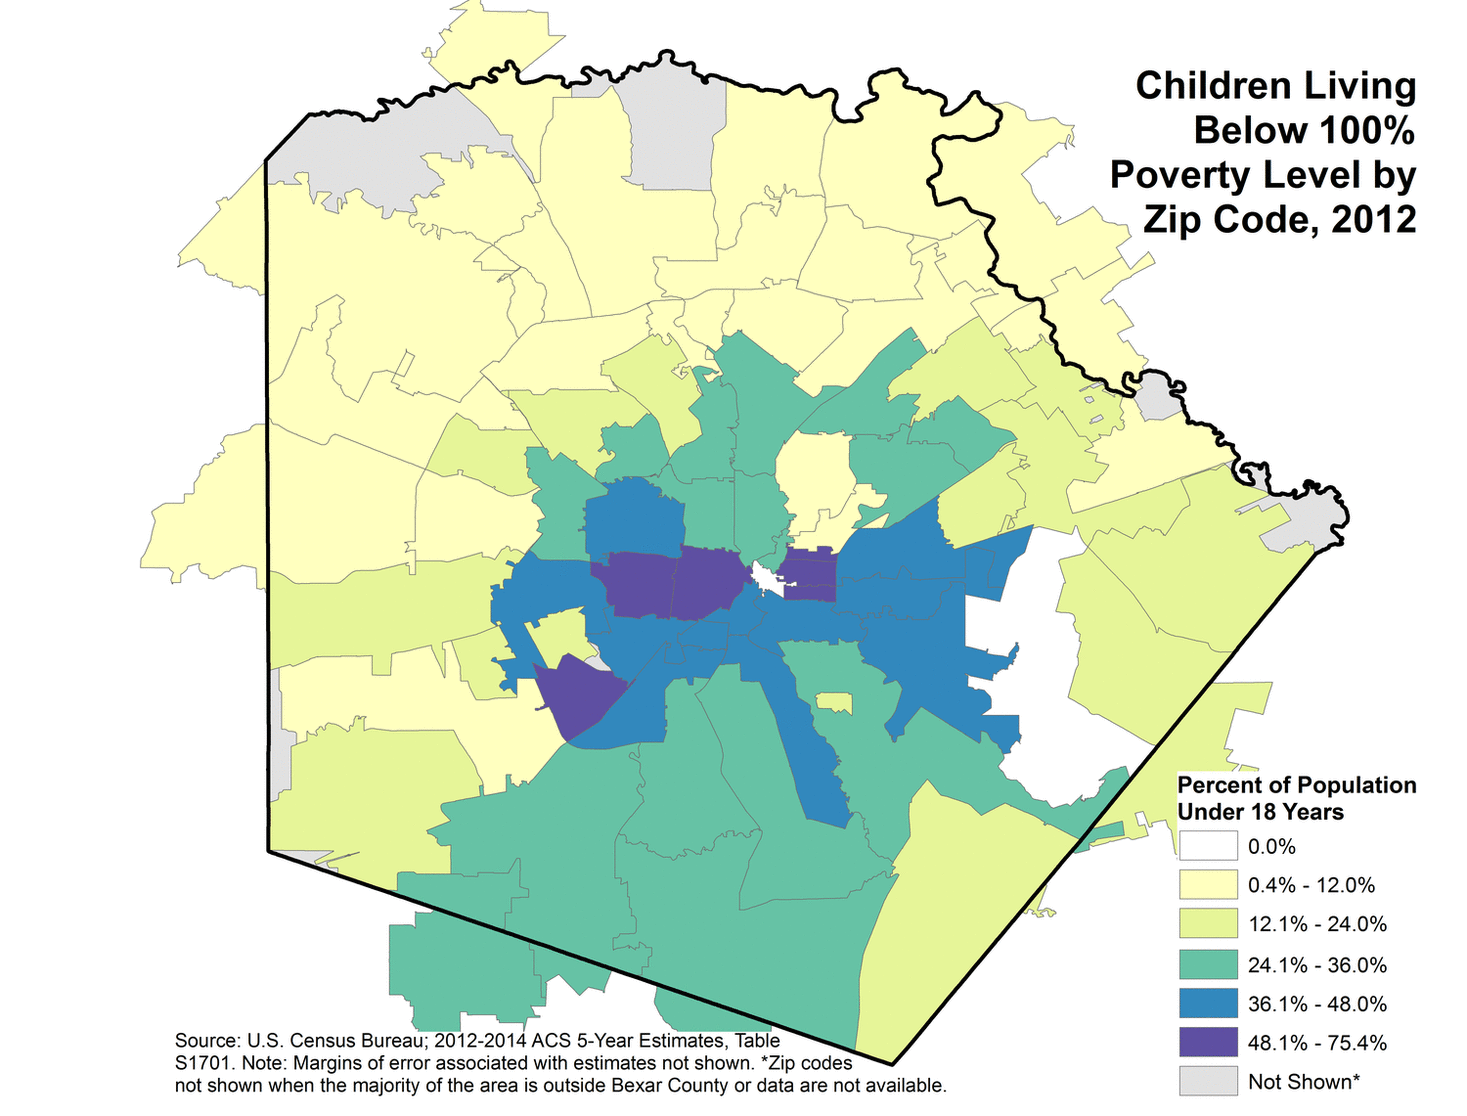 Children Living
Below 100%
Poverty Level by
Zip Code, 2012
Percent of Population
Under 18 Years
0.0%
0.4% - 12.0%
12.1% - 24.0%
24.1% - 36.0%
36.1% - 48.0%
48.1% - 75.4%
Not Shown*
Source: U.S. Census Bureau; 2012-2014 ACS 5-Year Estimates, Table
S1701. Note: Margins of error associated with estimates not shown. *Zip codes
not shown when the majority of the area is outside Bexar County or data are not available.